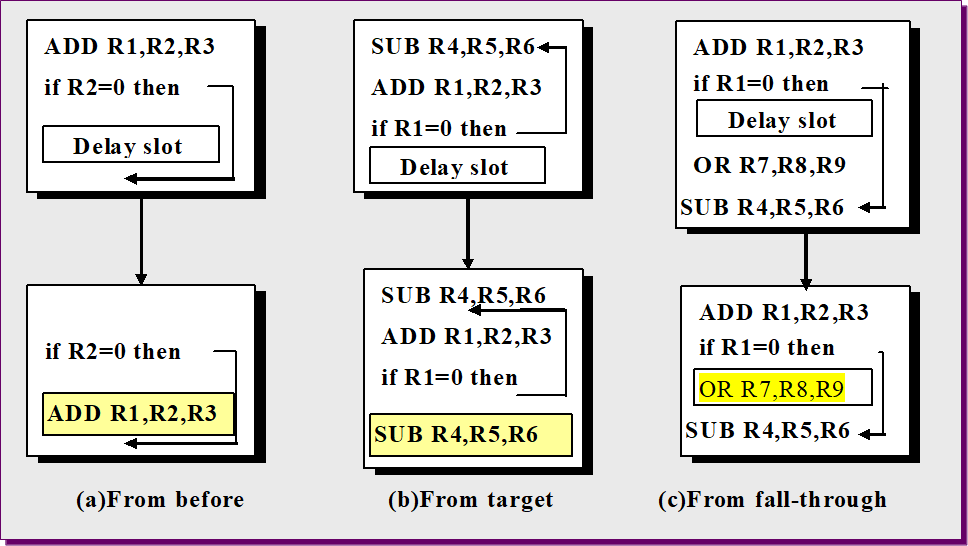 ADD R1,R2,R3
if R2=0 then
Delay slot
SUB R4,R5,R6
ADD R1,R2,R3
if R1=0 then
Delay slot
ADD R1,R2,R3
if R1=0 then
Delay slot
OR R7,R8,R9
SUB R4,R5,R6
if R2=0 then
ADD R1,R2,R3
SUB R4,R5,R6
ADD R1,R2,R3
if R1=0 then
SUB R4,R5,R6
ADD R1,R2,R3
if R1=0 then
OR R7,R8,R9
SUB R4,R5,R6
(a)From before
(b)From target
(c)From fall-through